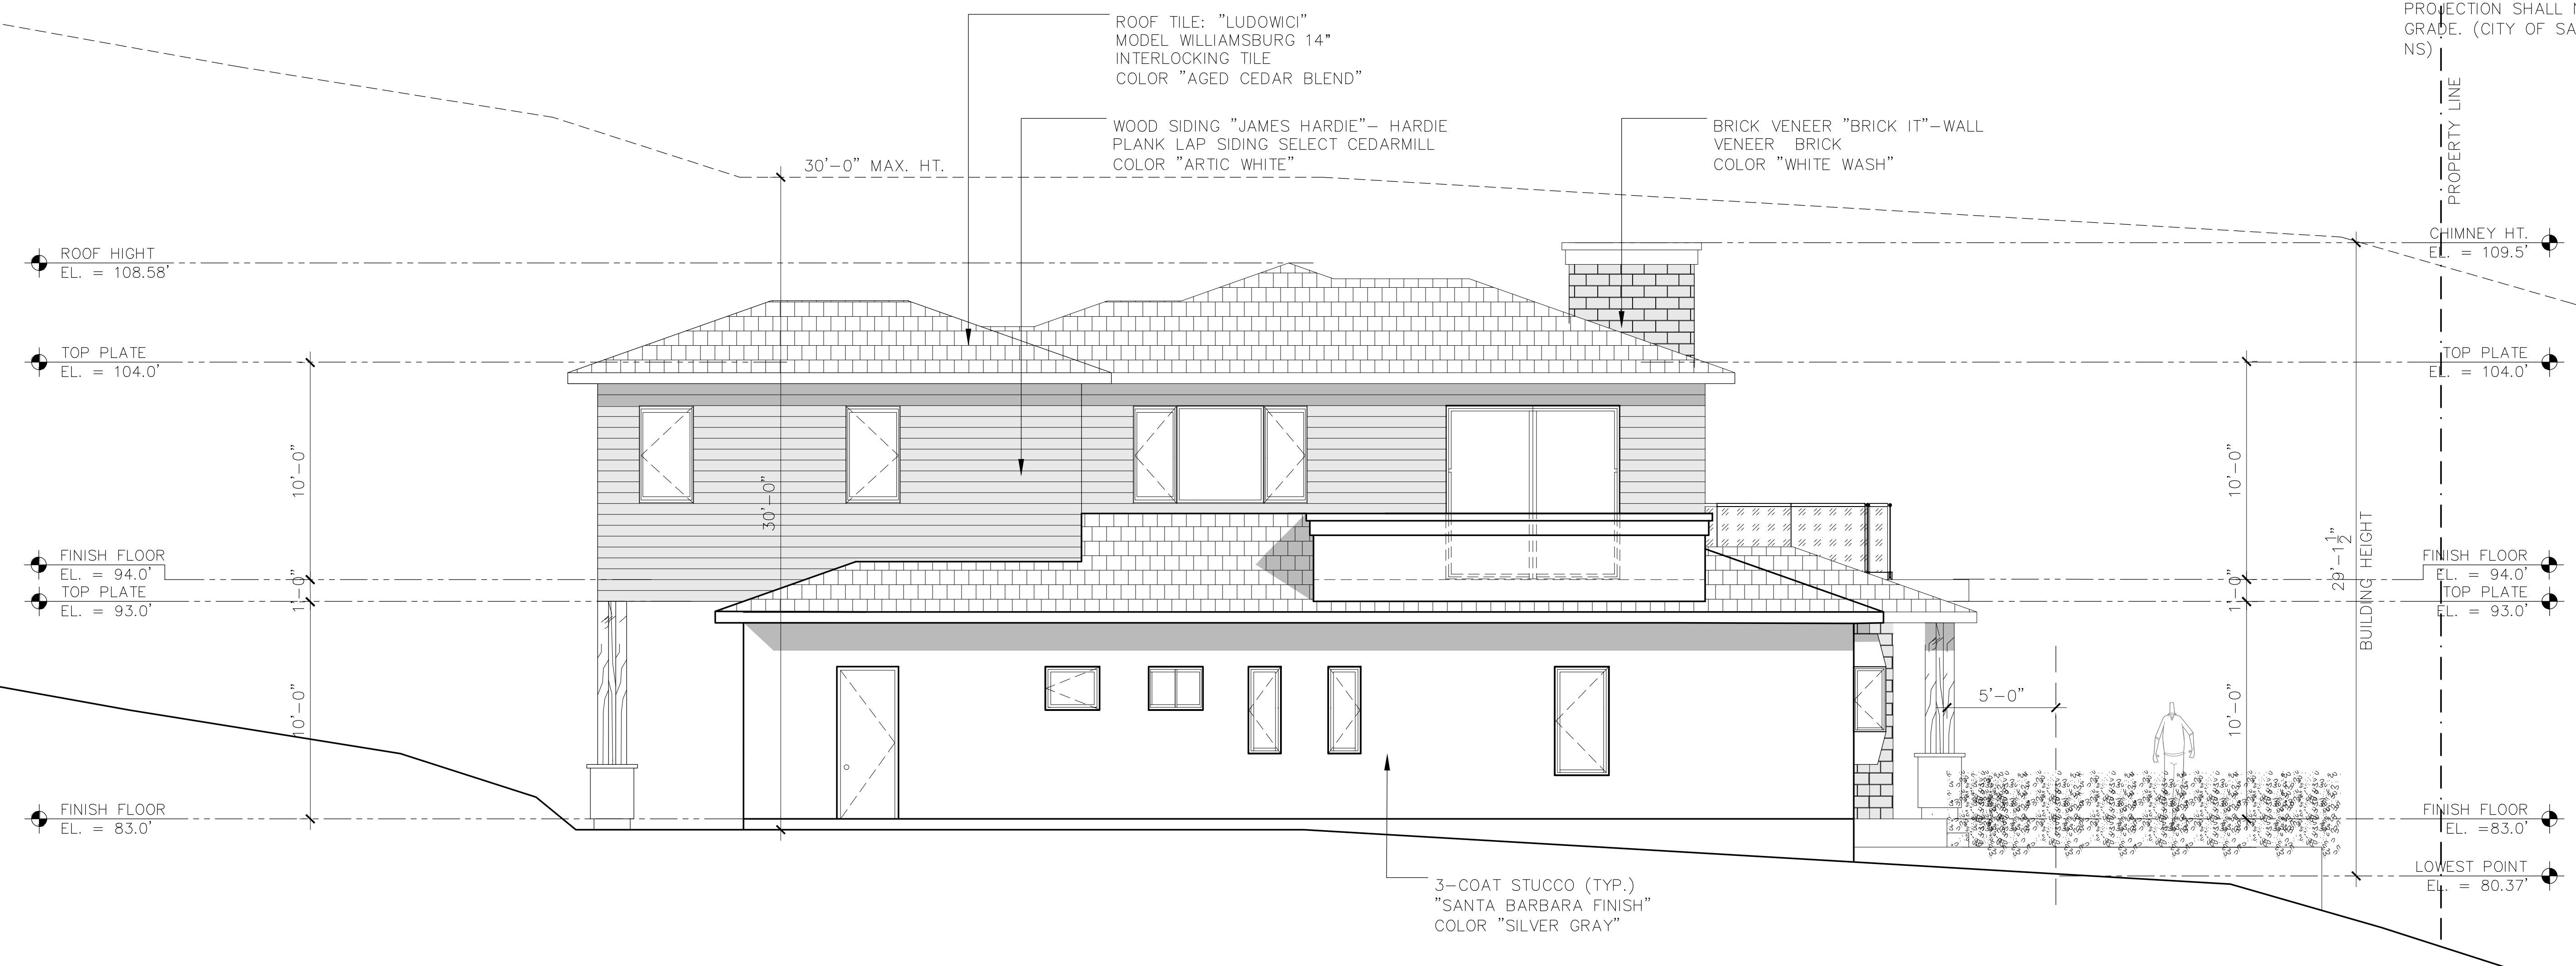 PROJECTION SHALL
GRADE. (CITY OF SA
NS)
ROOF TILE: "LUDOWICI"
MODEL WILLIAMSBURG 14"
INTERLOCKING TILE
COLOR "AGED CEDAR BLEND"
WOOD SIDING "JAMES HARDIE"- HARDIE
PLANK LAP SIDING SELECT CEDARMILL
COLOR "ARTIC WHITE"
BRICK VENEER "BRICK IT"-WALL
VENEER BRICK
COLOR "WHITE WASH"
PROPERTY LINE
30'-0" MAX. HT.
ROOF HIGHT
EL. = 108.58'
CHIMNEY HT.
EL. = 109.5'
TOP PLATE
EL. = 104.0'
TOP PLATE
EL. = 104.0'
10'-0"
30'-0"
10'-0"
29'-1 1/2"
BUILDING HEIGHT
FINISH FLOOR
EL. = 94.0'
TOP PLATE
EL. = 93.0'
1'-0"
1'-0"
FINISH FLOOR
EL. = 94.0'
TOP PLATE
EL. = 93.0'
10'-0"
5'-0"
10'-0"
FINISH FLOOR
EL. = 83.0'
FINISH FLOOR
EL. =83.0'
LOWEST POINT
EL. = 80.37'
3-COAT STUCCO (TYP.)
"SANTA BARBARA FINISH"
COLOR "SILVER GRAY"